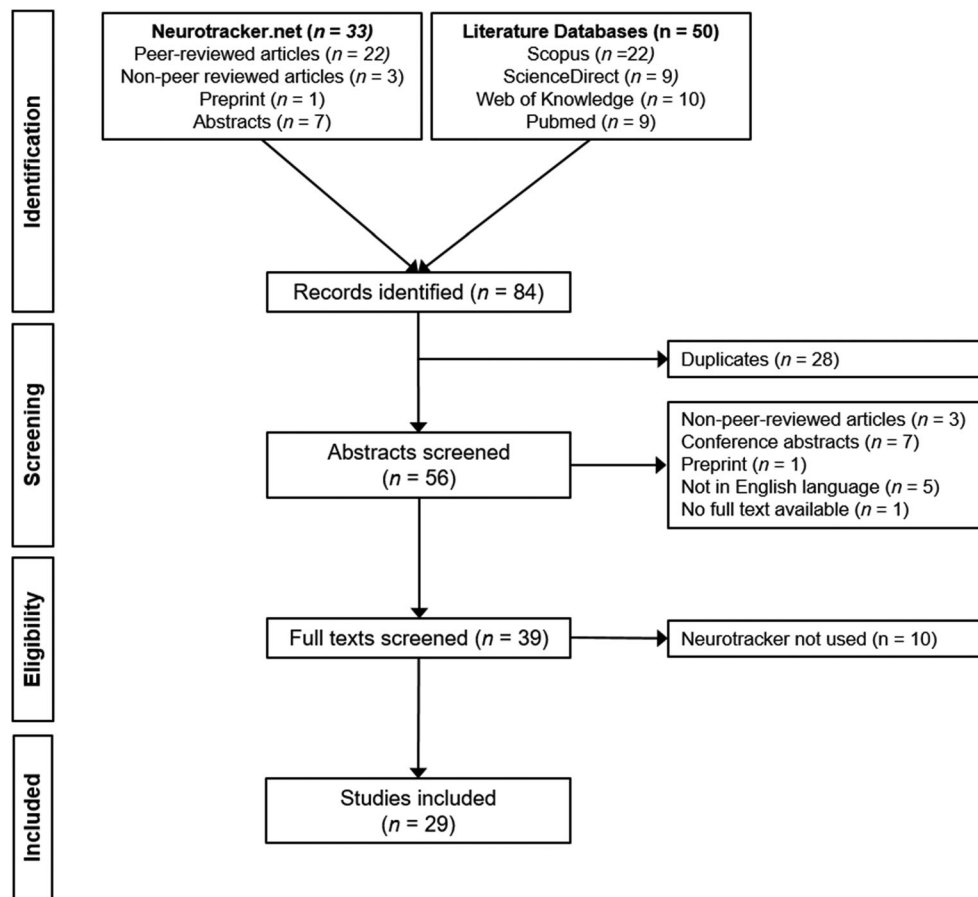 Identification
Neurotracker.net (n = 33)
Peer-reviewed articles (n = 22)
Non-peer reviewed articles (n = 3)
Preprint (n = 1)
Abstracts (n = 7)
Literature Databases (n = 50)
Scopus (n =22)
ScienceDirect (n = 9)
Web of Knowledge (n = 10)
Pubmed (n = 9)
Records identified (n = 84)
Screening
Duplicates (n = 28)
Abstracts screened
(n = 56)
Non-peer-reviewed articles (n = 3)
Conference abstracts (n = 7)
Preprint (n = 1)
Not in English language (n = 5)
No full text available (n = 1)
Eligibility
Full texts screened (n = 39)
Neurotracker not used (n = 10)
Included
Studies included
(n = 29)